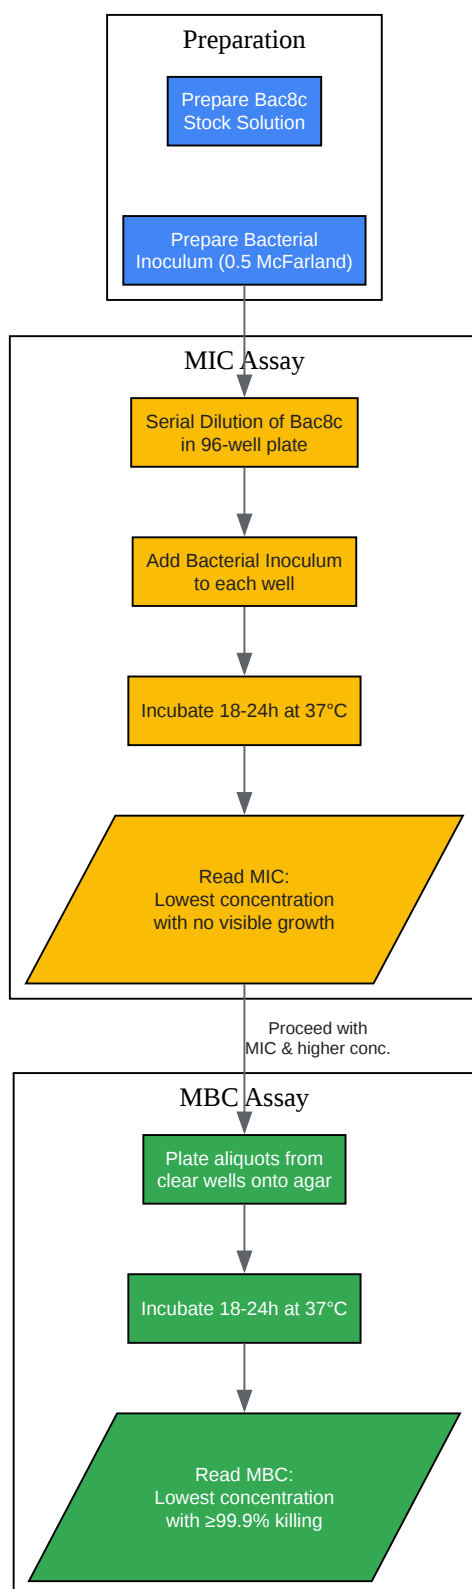 Preparation
Prepare Bac8c
Stock Solution
Prepare Bacterial
Inoculum (0.5 McFarland)
MIC Assay
Serial Dilution of Bac8c
in 96-well plate
Add Bacterial Inoculum
to each well
Incubate 18-24h at 37°C
Read MIC:
Lowest concentration
with no visible growth
Proceed with
MIC & higher conc.
MBC Assay
Plate aliquots from
clear wells onto agar
Incubate 18-24h at 37°C
Read MBC:
Lowest concentration
with ≥99.9% killing